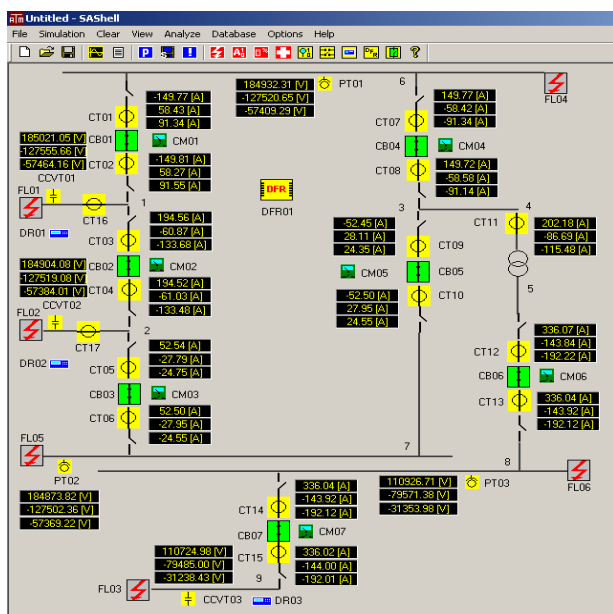 Untitled - SAShell
File Simulation Clear View Analyze Database Options Help
6
FL04
184932.31 [V]
-127520.65 [V]
-57409.29 [V]
PT01
-149.77 [A]
58.43 [A]
91.34 [A]
CT01
185021.05 [V]
-127555.66 [V]
-57464.16 [V]
CB01
CM01
CT02
-149.81 [A]
58.27 [A]
91.55 [A]
CCVT01
FL01
1
CT16
DR01
194.56 [A]
-60.87 [A]
-133.68 [A]
CT03
184904.08 [V]
-127519.08 [V]
-57384.01 [V]
CB02
CM02
CT04
194.52 [A]
-61.03 [A]
-133.48 [A]
CCVT02
FL02
2
CT17
DR02
52.54 [A]
-27.79 [A]
-24.75 [A]
CT05
CB03
CM03
CT06
52.50 [A]
-27.95 [A]
-24.55 [A]
FL05
PT02
184873.82 [V]
-127502.36 [V]
-57369.22 [V]
DFR
DFR01
149.77 [A]
-58.42 [A]
-91.34 [A]
CT07
CB04
CM04
CT08
149.72 [A]
-58.58 [A]
-91.14 [A]
3
4
-52.45 [A]
28.11 [A]
24.35 [A]
CT09
CM05
CB05
-52.50 [A]
27.95 [A]
24.55 [A]
CT10
CT11
202.18 [A]
-86.69 [A]
-115.48 [A]
5
336.07 [A]
-143.84 [A]
-192.22 [A]
CT12
CB06
CM06
CT13
336.04 [A]
-143.92 [A]
-192.12 [A]
7
8
110926.71 [V]
-79571.38 [V]
-31353.98 [V]
PT03
FL06
336.04 [A]
-143.92 [A]
-192.12 [A]
CT14
CB07
CM07
CT15
336.02 [A]
-144.00 [A]
-192.01 [A]
110724.98 [V]
-79485.00 [V]
-31238.43 [V]
9
FL03
CCVT03
DR03